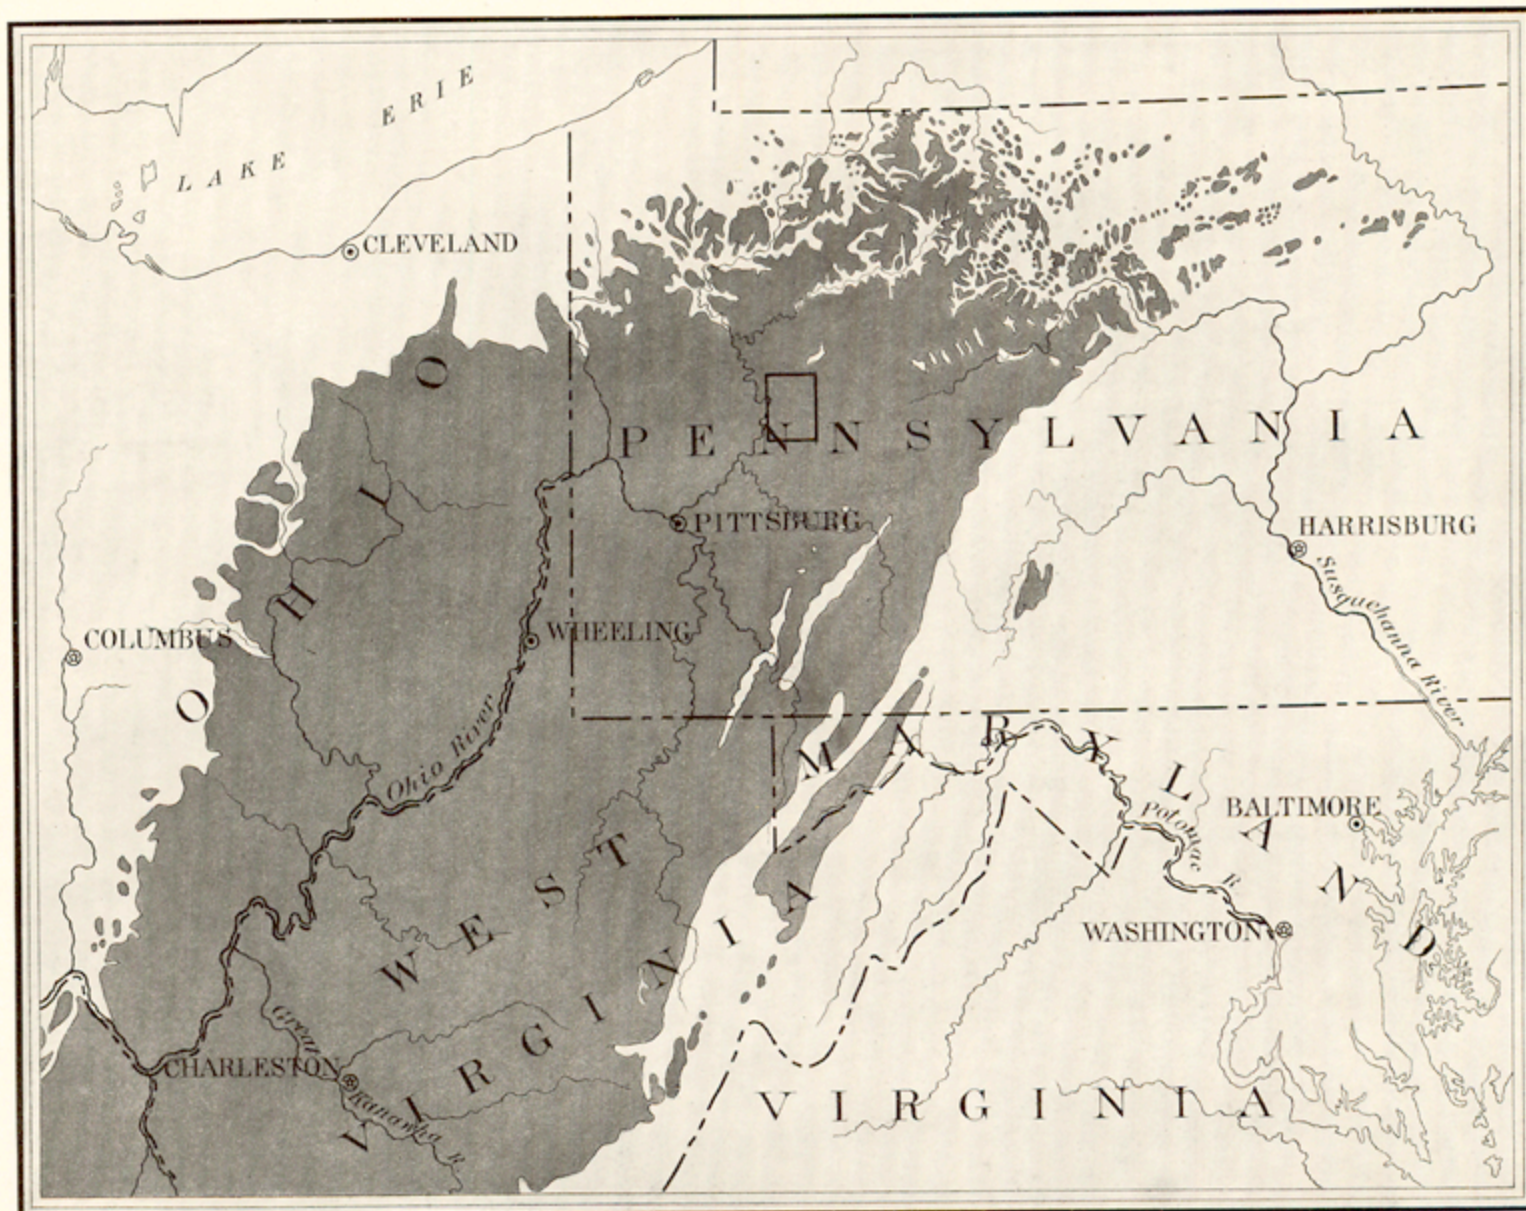 LAKE ERIE
CLEVELAND
OHIO
PENNSYLVANIA
PITTSBURG
HARRISBURG
Susquehanna River
COLUMBUS
WHEELING
Ohio River
MARYLAND
BALTIMORE
Potomac R.
WASHINGTON
WEST
VIRGINIA
Great Kanawha R.
CHARLESTON
VIRGINIA